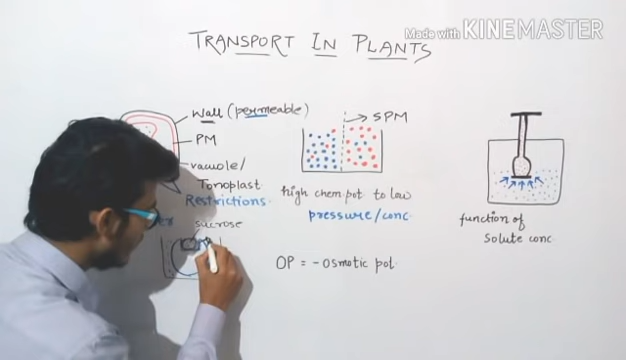 Made with KINEMASTER
TRANSPORT IN PLANTS
Wall (permeable)
PM
vacuole/
Tonoplast
Restrictions
sucrose
SPM
high chem pot to low
pressure/conc.
OP = - osmotic pot.
function of
solute conc.